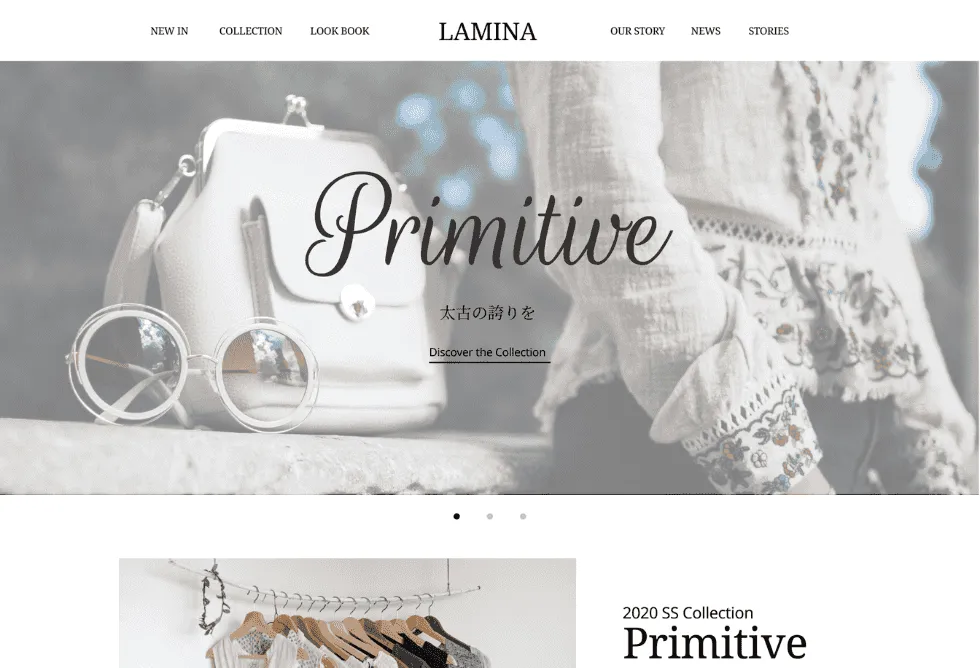 NEW IN COLLECTION LOOK BOOK LAMINA OUR STORY NEWS STORIES
Primitive
太古の誇りを
Discover the Collection
2020 SS Collection
Primitive